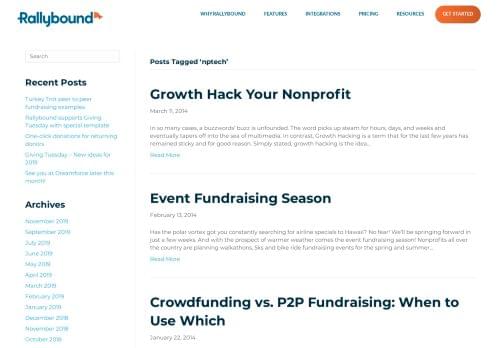 Rallybound
WHY RALLYBOUND
FEATURES
INTEGRATIONS
PRICING
RESOURCES
GET STARTED
Search
Recent Posts
Turkey Trot peer to peer
fundraising examples
Rallybound supports Giving
Tuesday with special template
One-click donations for returning
donors
Giving Tuesday – New ideas for
2019
See you at Dreamforce later this
month!
Archives
November 2019
September 2019
July 2019
June 2019
May 2019
April 2019
March 2019
February 2019
January 2019
December 2018
November 2018
October 2018
Posts Tagged ‘nptech’
Growth Hack Your Nonprofit
March 11, 2014
In so many cases, a buzzwords’ buzz is unfounded. The word picks up steam for hours, days, and weeks and
eventually tapers off into the sea of multimedia. In contrast, Growth Hacking is a term that for the last few years has
remained sticky and for good reason. Simply stated, growth hacking is the idea...
Read More
Event Fundraising Season
February 13, 2014
Has the polar vortex got you constantly searching for airline specials to Hawaii? No fear! We’ll be springing forward in
just a few weeks. And with the prospect of warmer weather comes the event fundraising season! Nonprofits all over
the country are planning walkathons, 5ks and bike ride fundraising events for the spring and summer...
Read More
Crowdfunding vs. P2P Fundraising: When to
Use Which
January 22, 2014